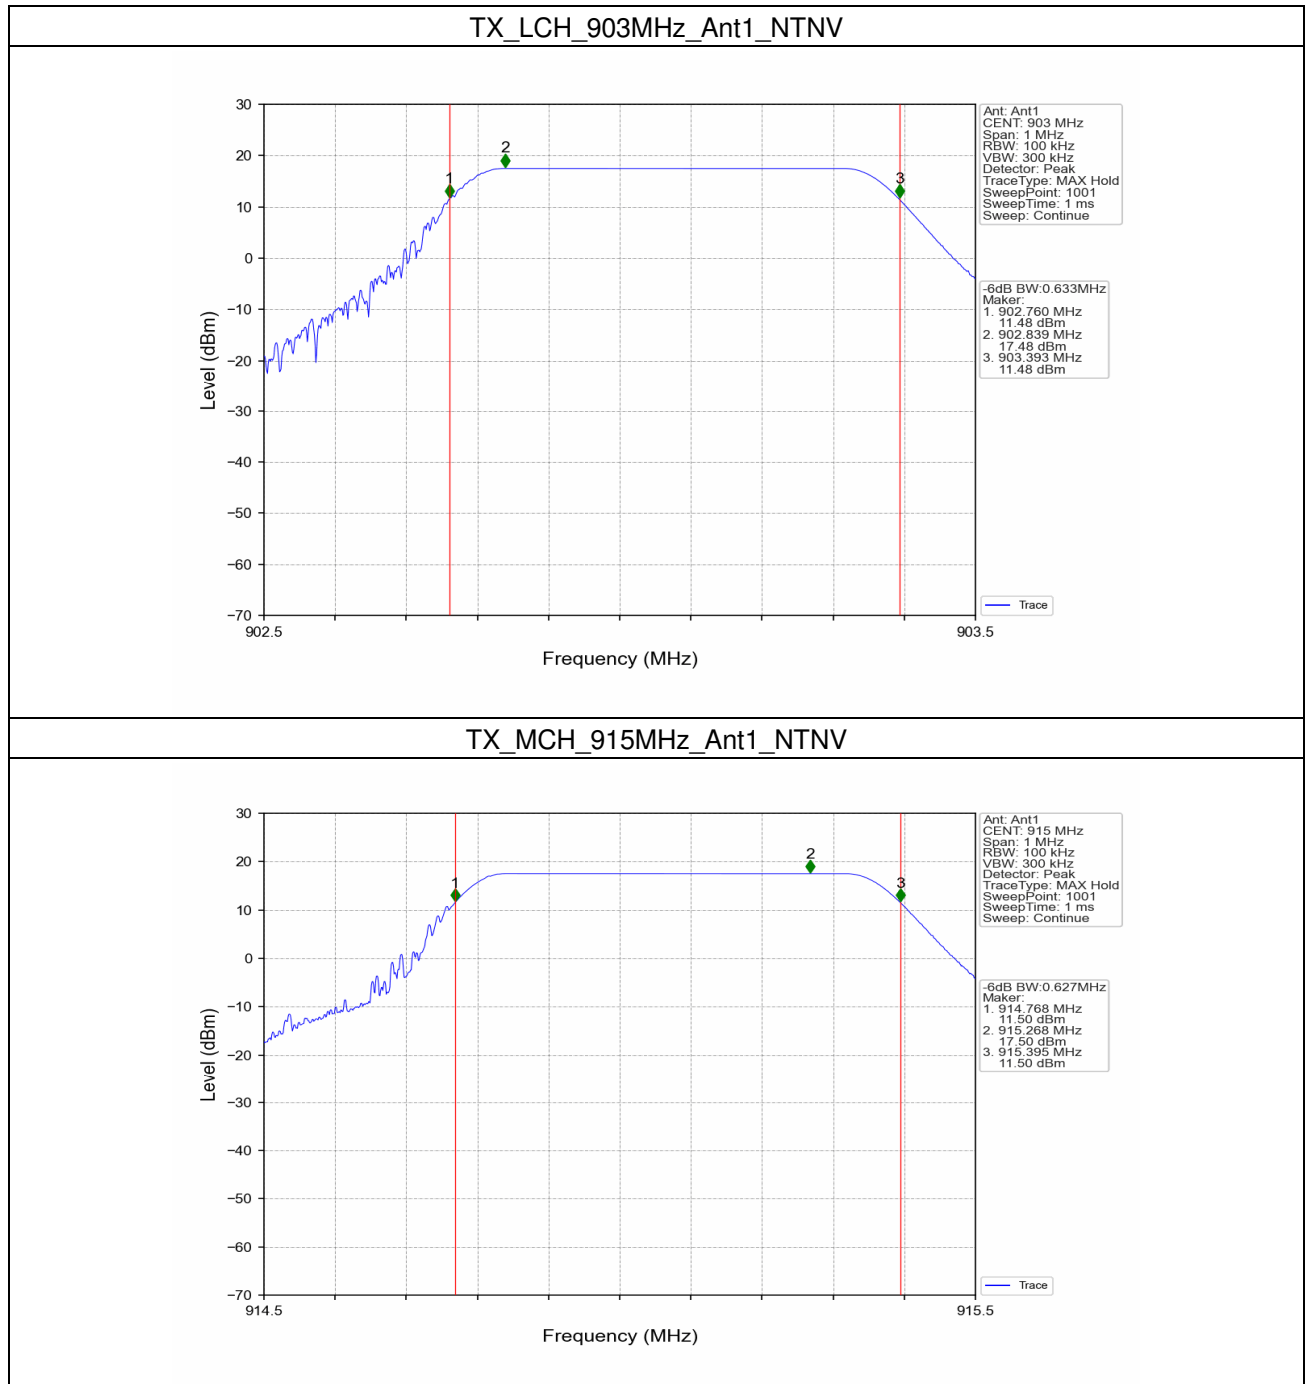 TX_LCH_903MHz_Ant1_NTNV
30
20
10
0
−10
−20
−30
−40
−50
−60
−70
Level (dBm)
1
2
3
902.5
903.5
Frequency (MHz)
Ant: Ant1
CENT: 903 MHz
Span: 1 MHz
RBW: 100 kHz
VBW: 300 kHz
Detector: Peak
TraceType: MAX Hold
SweepPoint: 1001
SweepTime: 1 ms
Sweep: Continue
-6dB BW:0.633MHz
Maker:
1. 902.760 MHz
11.48 dBm
2. 902.839 MHz
17.48 dBm
3. 903.393 MHz
11.48 dBm
Trace
TX_MCH_915MHz_Ant1_NTNV
30
20
10
0
−10
−20
−30
−40
−50
−60
−70
Level (dBm)
1
2
3
914.5
915.5
Frequency (MHz)
Ant: Ant1
CENT: 915 MHz
Span: 1 MHz
RBW: 100 kHz
VBW: 300 kHz
Detector: Peak
TraceType: MAX Hold
SweepPoint: 1001
SweepTime: 1 ms
Sweep: Continue
-6dB BW:0.627MHz
Maker:
1. 914.768 MHz
11.50 dBm
2. 915.268 MHz
17.50 dBm
3. 915.395 MHz
11.50 dBm
Trace